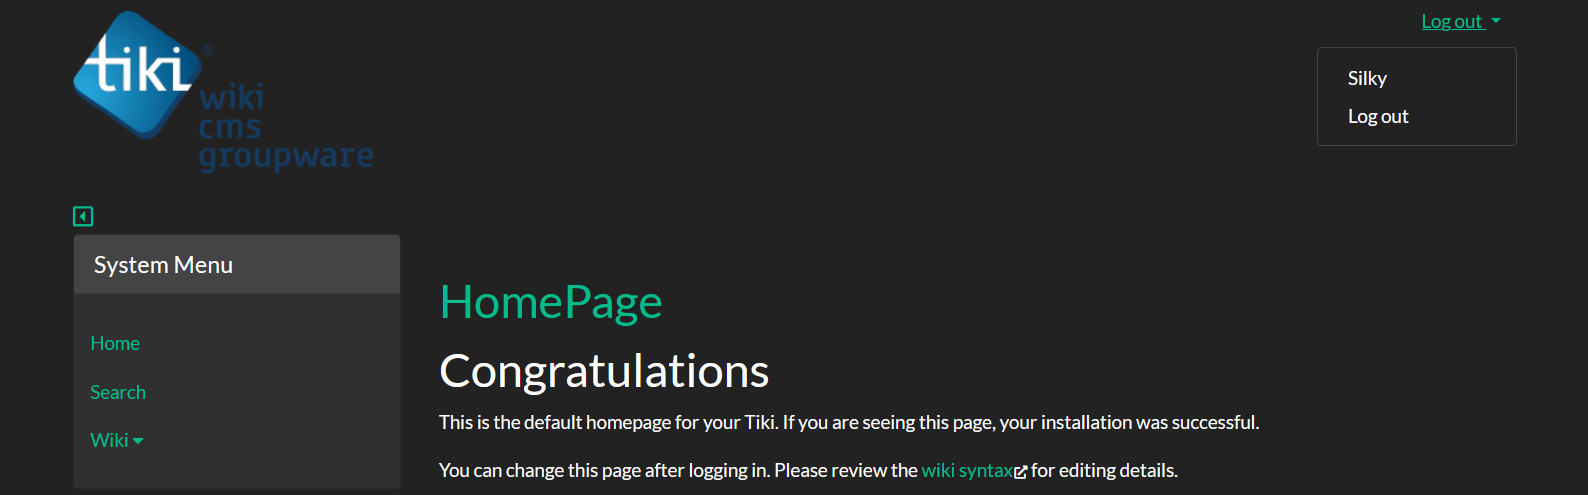 tiki®
wiki
cms
groupware
Log out
Silky
Log out
System Menu
Home
Search
Wiki
HomePage
Congratulations
This is the default homepage for your Tiki. If you are seeing this page, your installation was successful.
You can change this page after logging in. Please review the wiki syntax for editing details.